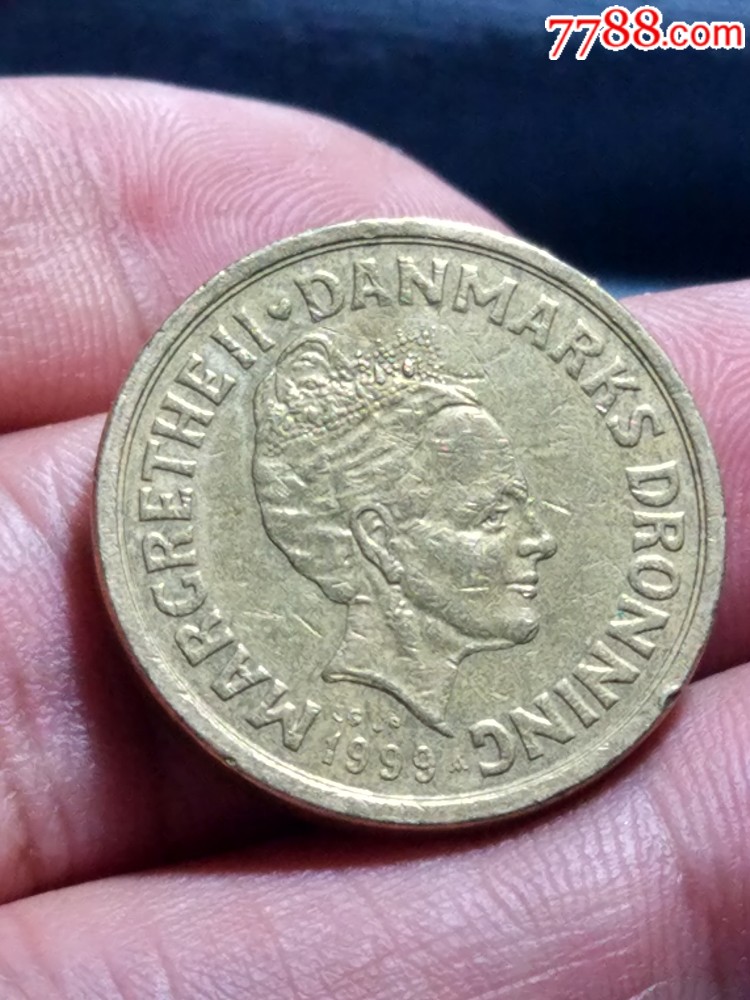 7788.com
MARGRETHE II ♥ DANMARKS DRONNING
1999